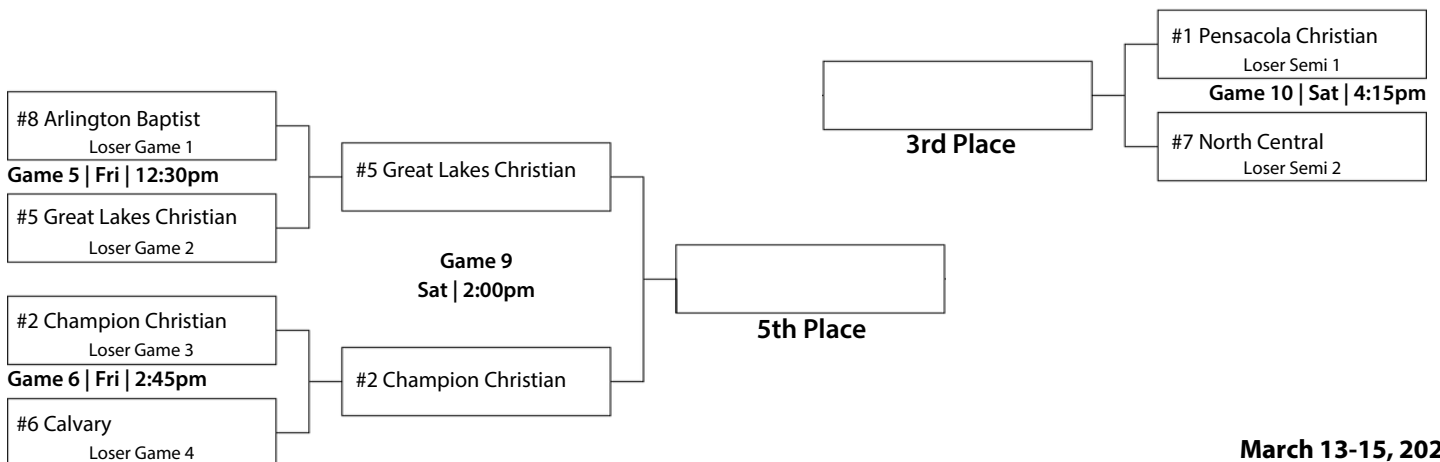 #1 Pensacola Christian
Loser Semi 1
Game 10 | Sat | 4:15pm
#7 North Central
Loser Semi 2
3rd Place
#8 Arlington Baptist
Loser Game 1
Game 5 | Fri | 12:30pm
#5 Great Lakes Christian
Loser Game 2
#5 Great Lakes Christian
Game 9
Sat | 2:00pm
5th Place
#2 Champion Christian
Loser Game 3
Game 6 | Fri | 2:45pm
#6 Calvary
Loser Game 4
#2 Champion Christian
March 13-15, 202